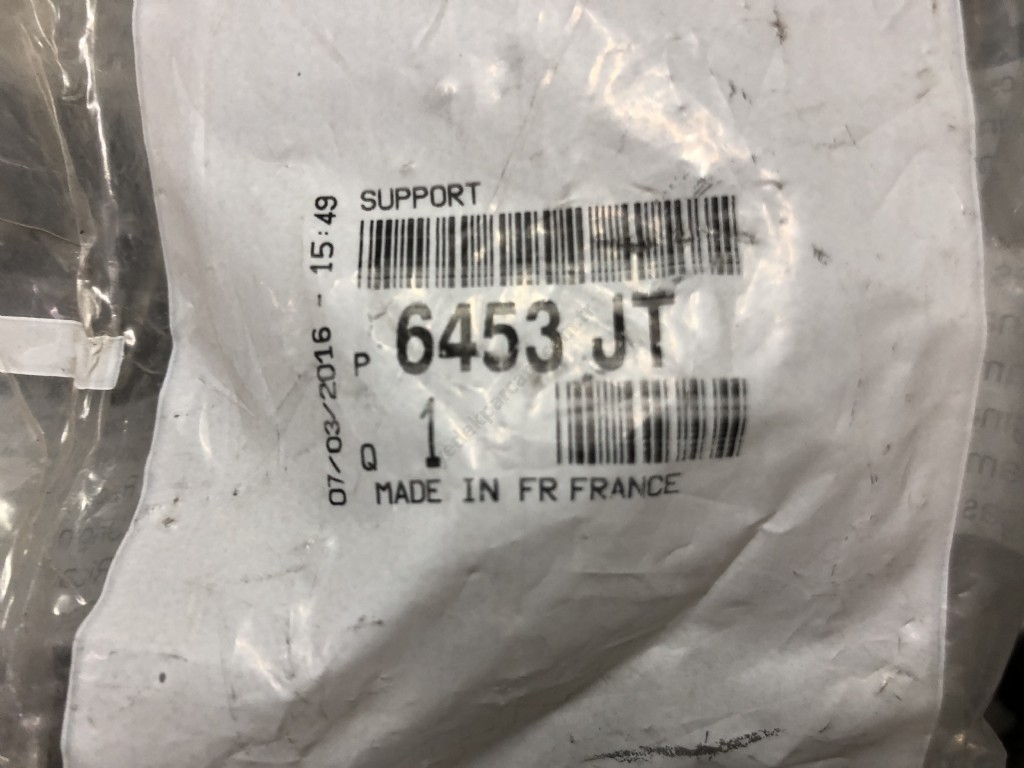 SUPPORT
07/03/2016 - 15:49
P 6453 JT
Q 1
MADE IN FR FRANCE